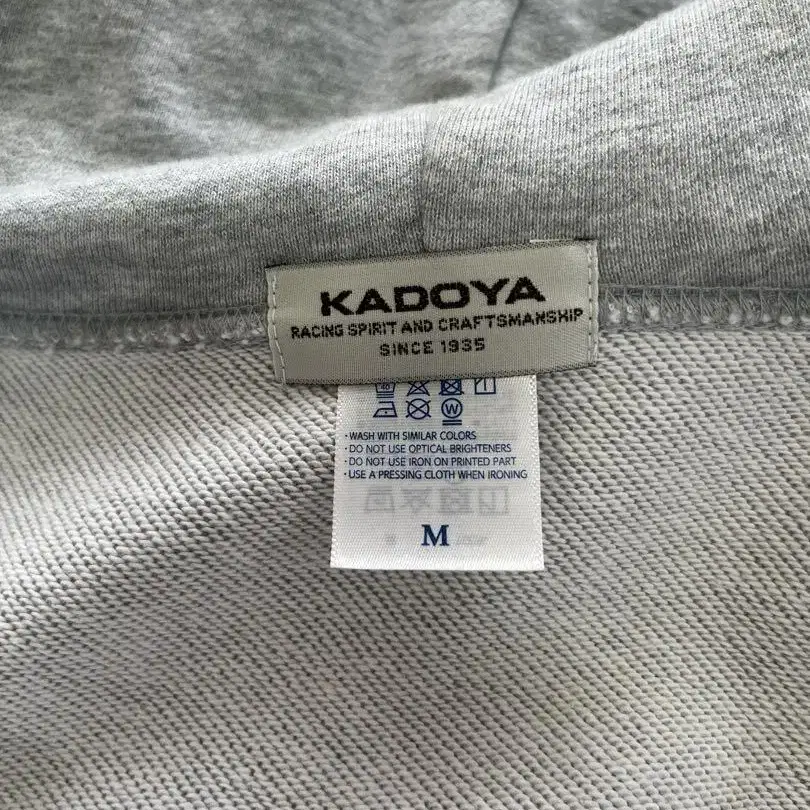 KADOYA
RACING SPIRIT AND CRAFTSMANSHIP
SINCE 1935
W
・WASH WITH SIMILAR COLORS
・DO NOT USE OPTICAL BRIGHTENERS
・DO NOT USE IRON ON PRINTED PART
・USE A PRESSING CLOTH WHEN IRONING
M